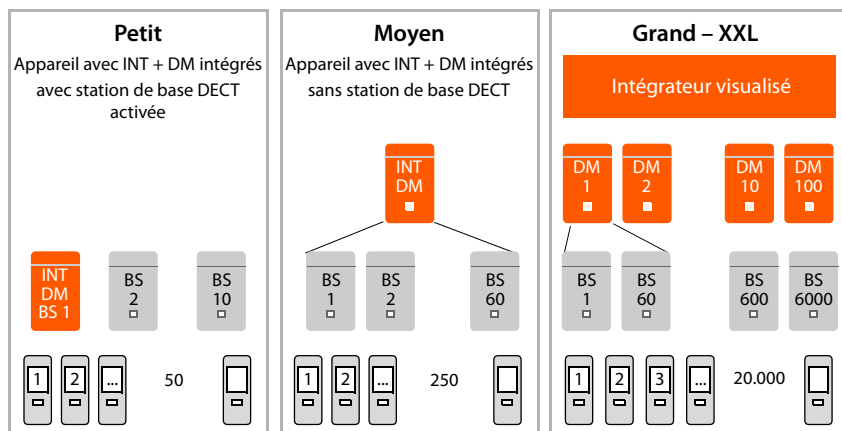 Petit
Appareil avec INT + DM intégrés
avec station de base DECT
activée
INT
DM
BS 1
BS
2
BS
10
1
2
...
50
Moyen
Appareil avec INT + DM intégrés
sans station de base DECT
INT
DM
BS
1
BS
2
BS
60
1
2
...
250
Grand – XXL
Intégrateur visualisé
DM
1
DM
2
DM
10
DM
100
BS
1
BS
60
BS
600
BS
6000
1
2
3
...
20.000